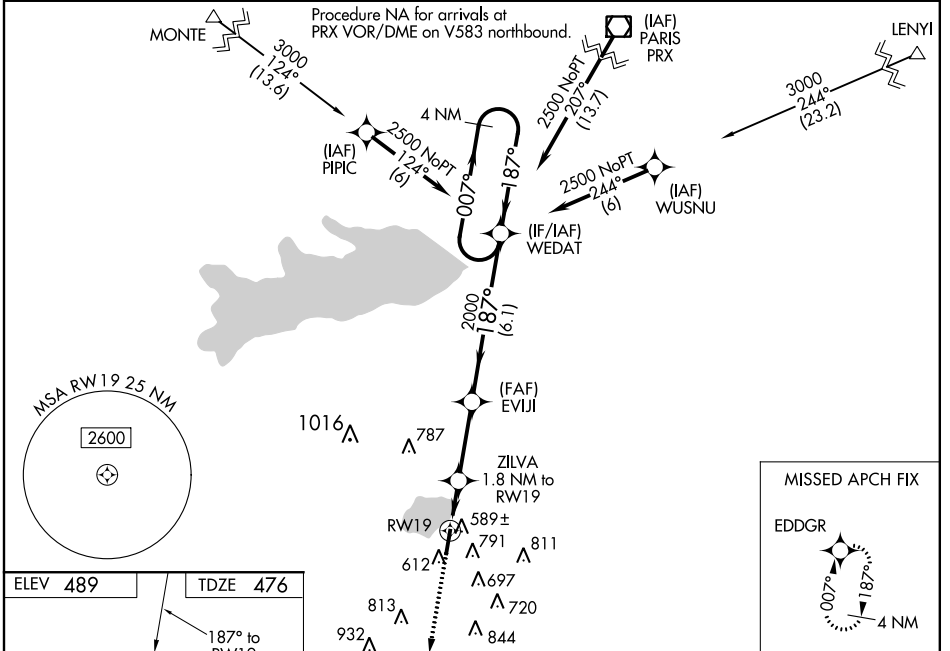 Procedure NA for arrivals at
PRX VOR/DME on V583 northbound.
MONTE
3000
124°
(13.6)
(IAF)
PARIS
PRX
LENYI
3000
244°
(23.2)
2500 NoPT
207°
(13.7)
4 NM
(IAF)
PIPIC
2500 NoPT
124°
(6)
007°
187°
2500 NoPT
244°
(6)
(IAF)
WUSNU
(IF/IAF)
WEDAT
2000
187°
(6.1)
MSA RW19 25 NM
2600
(FAF)
EVIJI
1016
787
ZILVA
1.8 NM to
RW19
RW19
589±
791
811
612
697
720
813
844
932
MISSED APCH FIX
EDDGR
007°
187°
4 NM
ELEV 489
TDZE 476
187° to
RW19